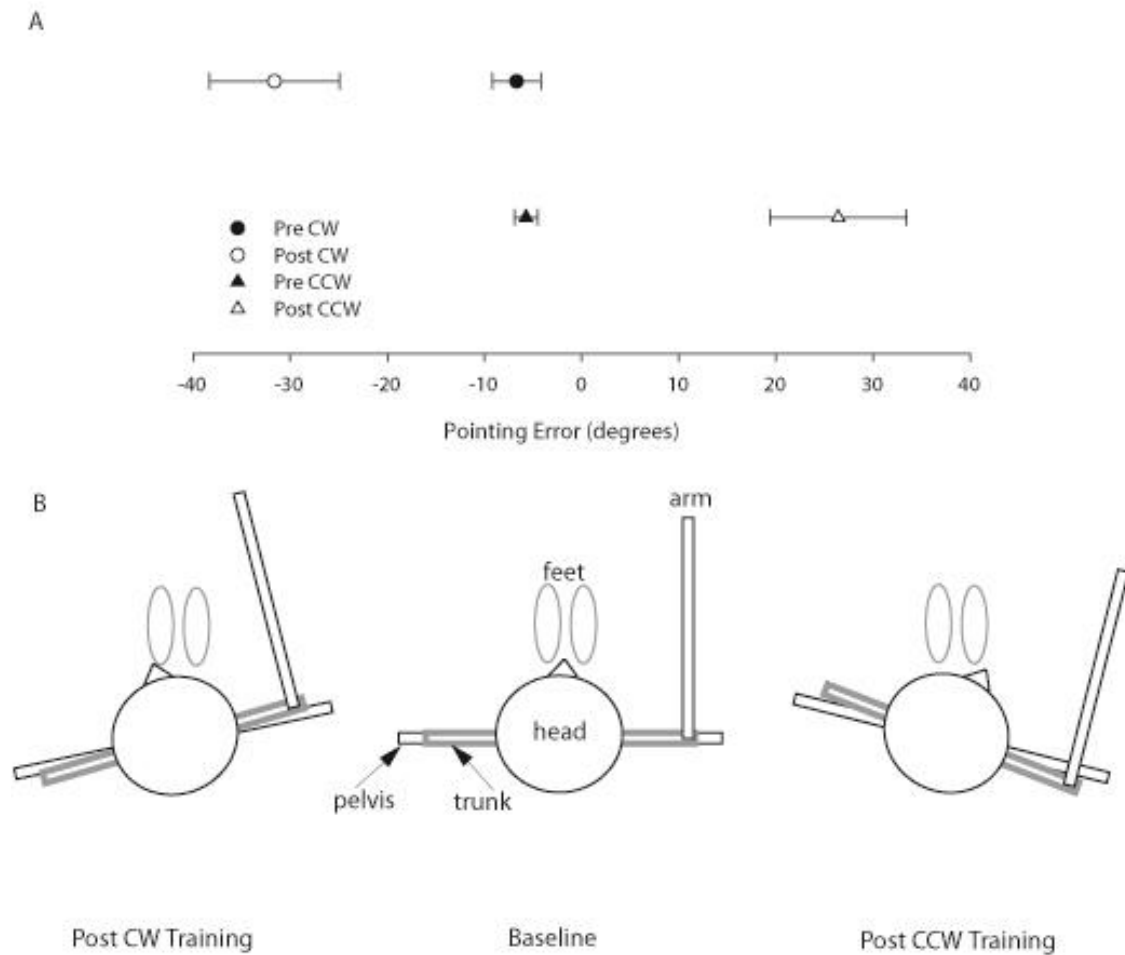 A
Pre CW
Post CW
Pre CCW
Post CCW
-40 -30 -20 -10 0 10 20 30 40
Pointing Error (degrees)
B
arm
feet
head
pelvis trunk
Post CW Training Baseline Post CCW Training